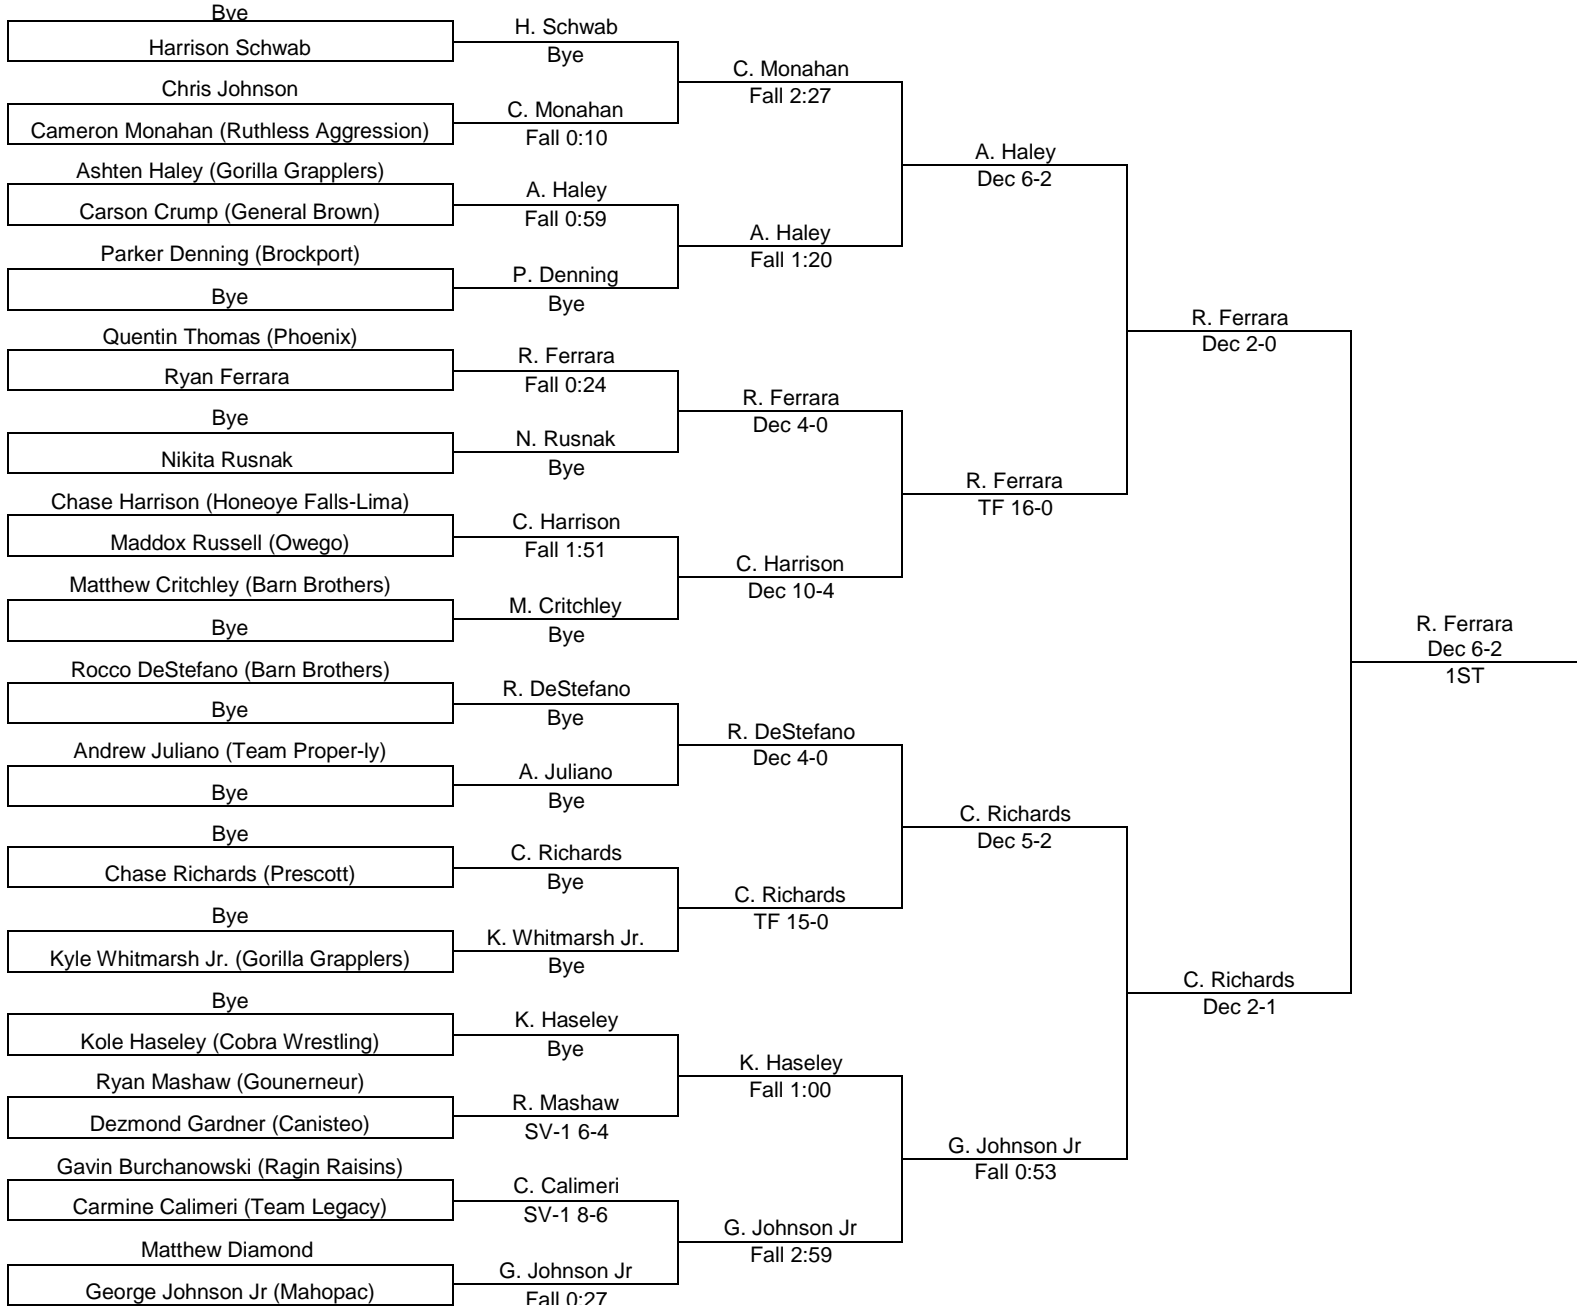 Bye
Harrison Schwab
Chris Johnson
Cameron Monahan (Ruthless Aggression)
Ashten Haley (Gorilla Grapplers)
Carson Crump (General Brown)
Parker Denning (Brockport)
Bye
Quentin Thomas (Phoenix)
Ryan Ferrara
Bye
Nikita Rusnak
Chase Harrison (Honeoye Falls-Lima)
Maddox Russell (Owego)
Matthew Critchley (Barn Brothers)
Bye
Rocco DeStefano (Barn Brothers)
Bye
Andrew Juliano (Team Proper-ly)
Bye
Bye
Chase Richards (Prescott)
Bye
Kyle Whitmarsh Jr. (Gorilla Grapplers)
Bye
Kole Haseley (Cobra Wrestling)
Ryan Mashaw (Gounerneur)
Dezmond Gardner (Canisteo)
Gavin Burchanowski (Ragin Raisins)
Carmine Calimeri (Team Legacy)
Matthew Diamond
George Johnson Jr (Mahopac)
H. Schwab
Bye
C. Monahan
Fall 0:10
A. Haley
Fall 0:59
P. Denning
Bye
R. Ferrara
Fall 0:24
N. Rusnak
Bye
C. Harrison
Fall 1:51
M. Critchley
Bye
R. DeStefano
Bye
A. Juliano
Bye
C. Richards
Bye
K. Whitmarsh Jr.
Bye
K. Haseley
Bye
R. Mashaw
SV-1 6-4
C. Calimeri
SV-1 8-6
G. Johnson Jr
Fall 0:27
C. Monahan
Fall 2:27
A. Haley
Fall 1:20
R. Ferrara
Dec 4-0
C. Harrison
Dec 10-4
R. DeStefano
Dec 4-0
C. Richards
TF 15-0
K. Haseley
Fall 1:00
G. Johnson Jr
Fall 2:59
A. Haley
Dec 6-2
R. Ferrara
TF 16-0
C. Richards
Dec 5-2
G. Johnson Jr
Fall 0:53
R. Ferrara
Dec 2-0
C. Richards
Dec 2-1
R. Ferrara
Dec 6-2
1ST